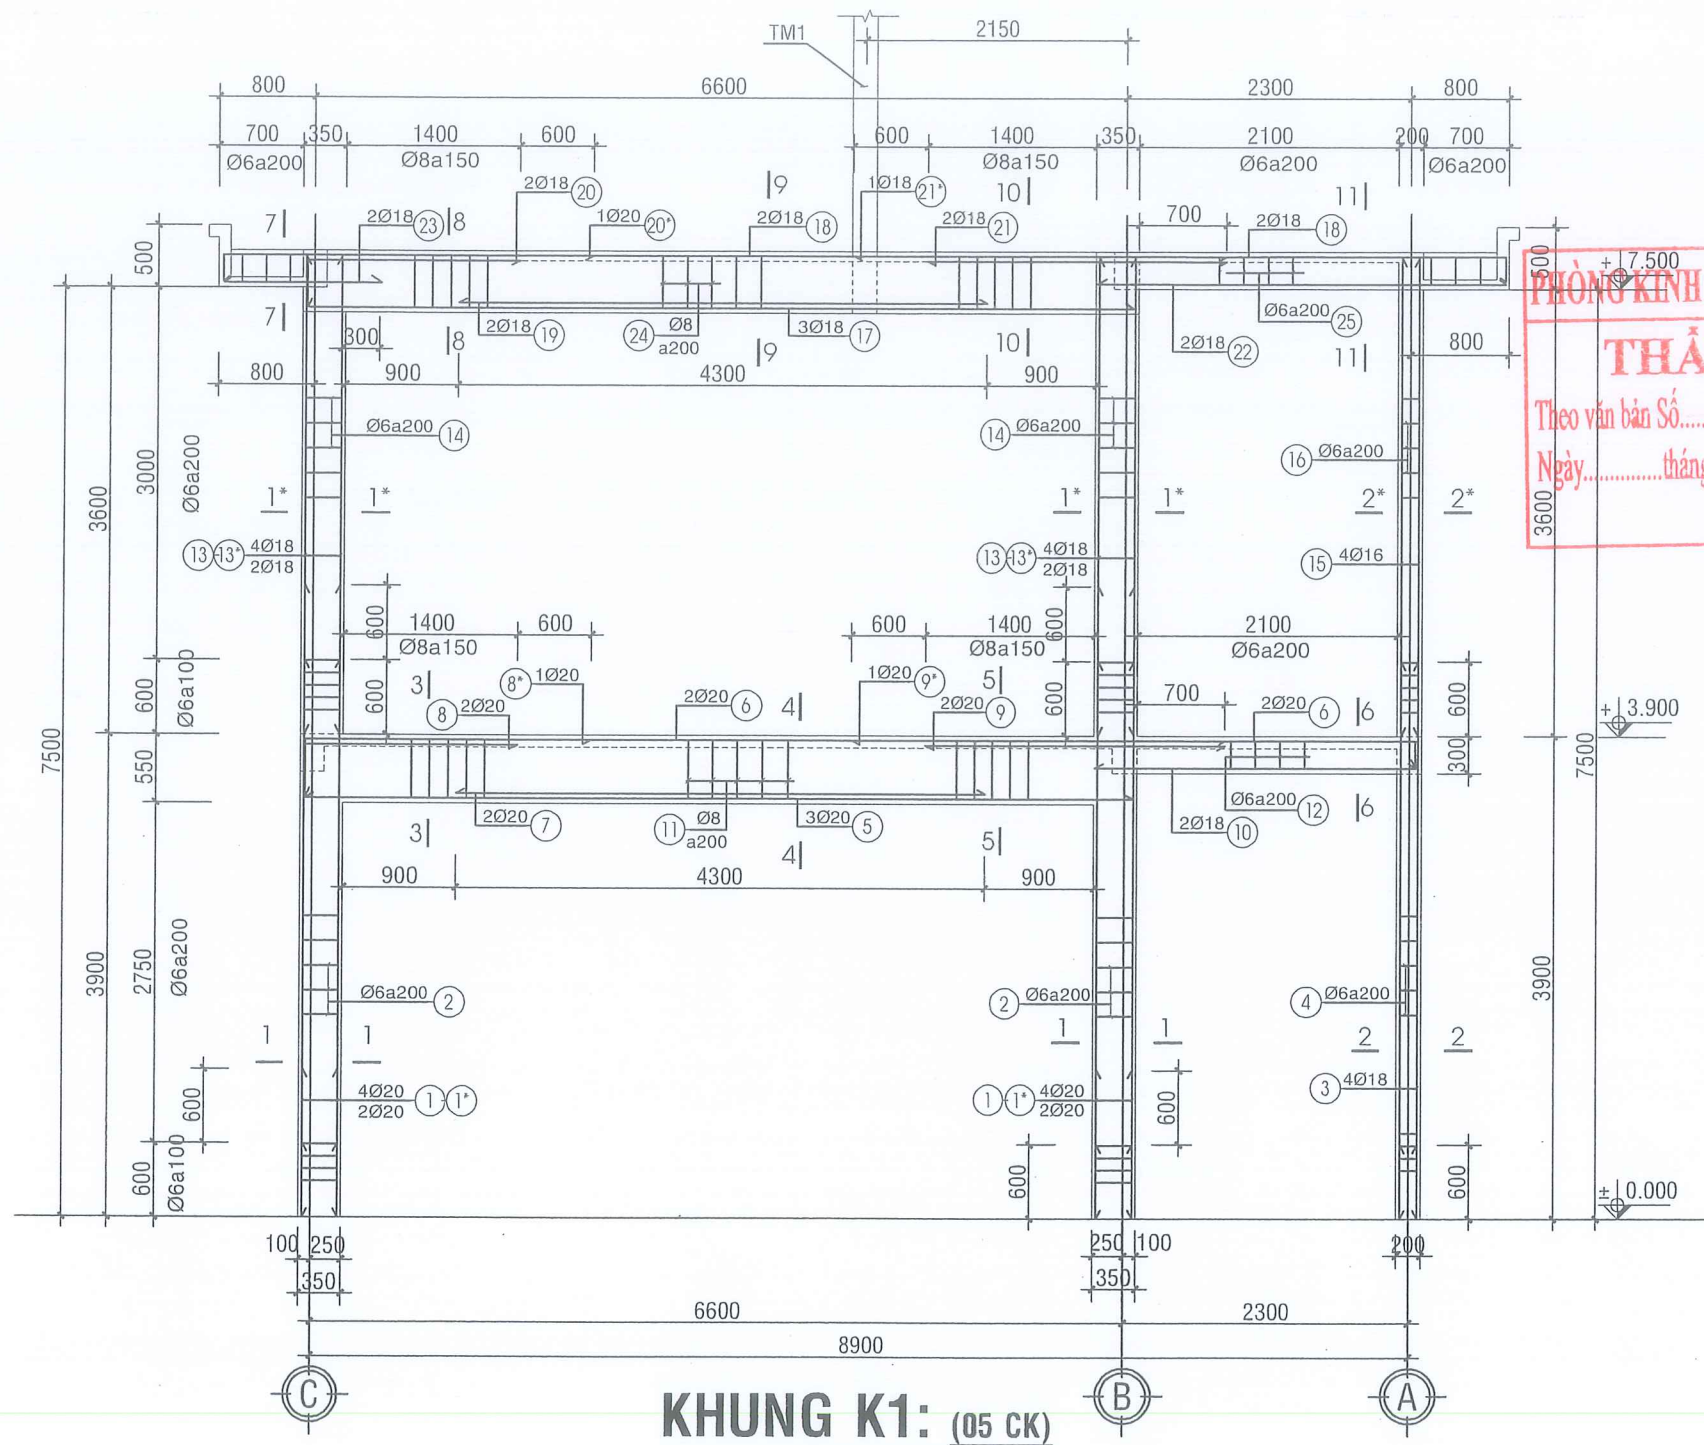 TM1
2150
800 6600 2300 800
700 350 1400 600 600 1400 350 2100 200 700
Ø6a200 Ø8a150 Ø8a150 Ø6a200 Ø6a200
2Ø18 20 9 1Ø18 21* 10 11
7 2Ø18 23 8 1Ø20 20* 2Ø18 18 2Ø18 21 700 2Ø18 18
500 500 + 7.500
PHÒNG KINH
7 300 8 2Ø18 19 24 Ø8 a200 9 3Ø18 17 10 2Ø18 22 Ø6a200 25 11 800
THẨ
800 900 4300 900
Theo văn bản Số.....
Ø6a200 14 14 Ø6a200 16 Ø6a200
Ngày..............tháng
3600 3000 Ø6a200 1* 1* 1* 1* 2* 2* 3600
13 13* 4Ø18 2Ø18 13 13* 4Ø18 2Ø18 15 4Ø16
600 1400 600 600 1400 600 2100
Ø8a150 Ø8a150 Ø6a200
600 Ø6a100 600 3 8* 1Ø20 1Ø20 9* 5 600 700 600
8 2Ø20 2Ø20 6 4 2Ø20 9 2Ø20 6 6 + 3.900
7500 550 300 7500
3 2Ø20 7 11 Ø8 a200 4 3Ø20 5 5 2Ø18 10 Ø6a200 12 6
900 4300 900
3900 2750 Ø6a200 Ø6a200 2 2 Ø6a200 4 Ø6a200 3900
1 1 1 1 2 2
600 4Ø20 2Ø20 1 1* 1 1* 4Ø20 2Ø20 600 3 4Ø18
600 Ø6a100 600 600 ± 0.000
100 250 250 100 200
350 350
6600 2300
8900
C B A
KHUNG K1: (05 CK)